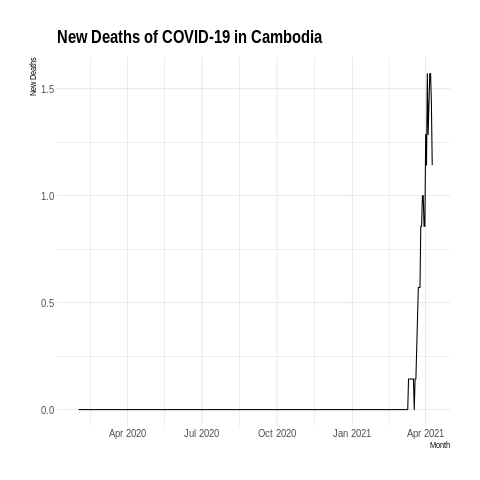 New Deaths of COVID-19 in Cambodia
New Deaths
1.5
1.0
0.5
0.0
Apr 2020 Jul 2020 Oct 2020 Jan 2021 Apr 2021
Month